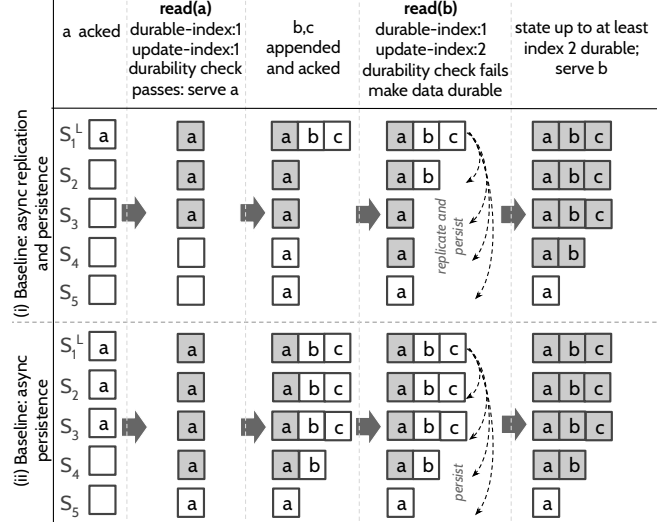 a acked
read(a)
durable-index:1
update-index:1
durability check
passes: serve a
b,c
appended
and acked
read(b)
durable-index:1
update-index:2
durability check fails
make data durable
state up to at least
index 2 durable;
serve b
(i) Baseline: async replication
and persistence
S1L a a a b c a b c a b c
S2 a a a b a b c
S3 a a a a b c
S4 a a a b
S5 a a a
replicate and
persist
(ii) Baseline: async
persistence
S1L a a a b c a b c a b c
S2 a a a b c a b c a b c
S3 a a a b c a b c a b c
S4 a a b a b a b
S5 a a a a
persist